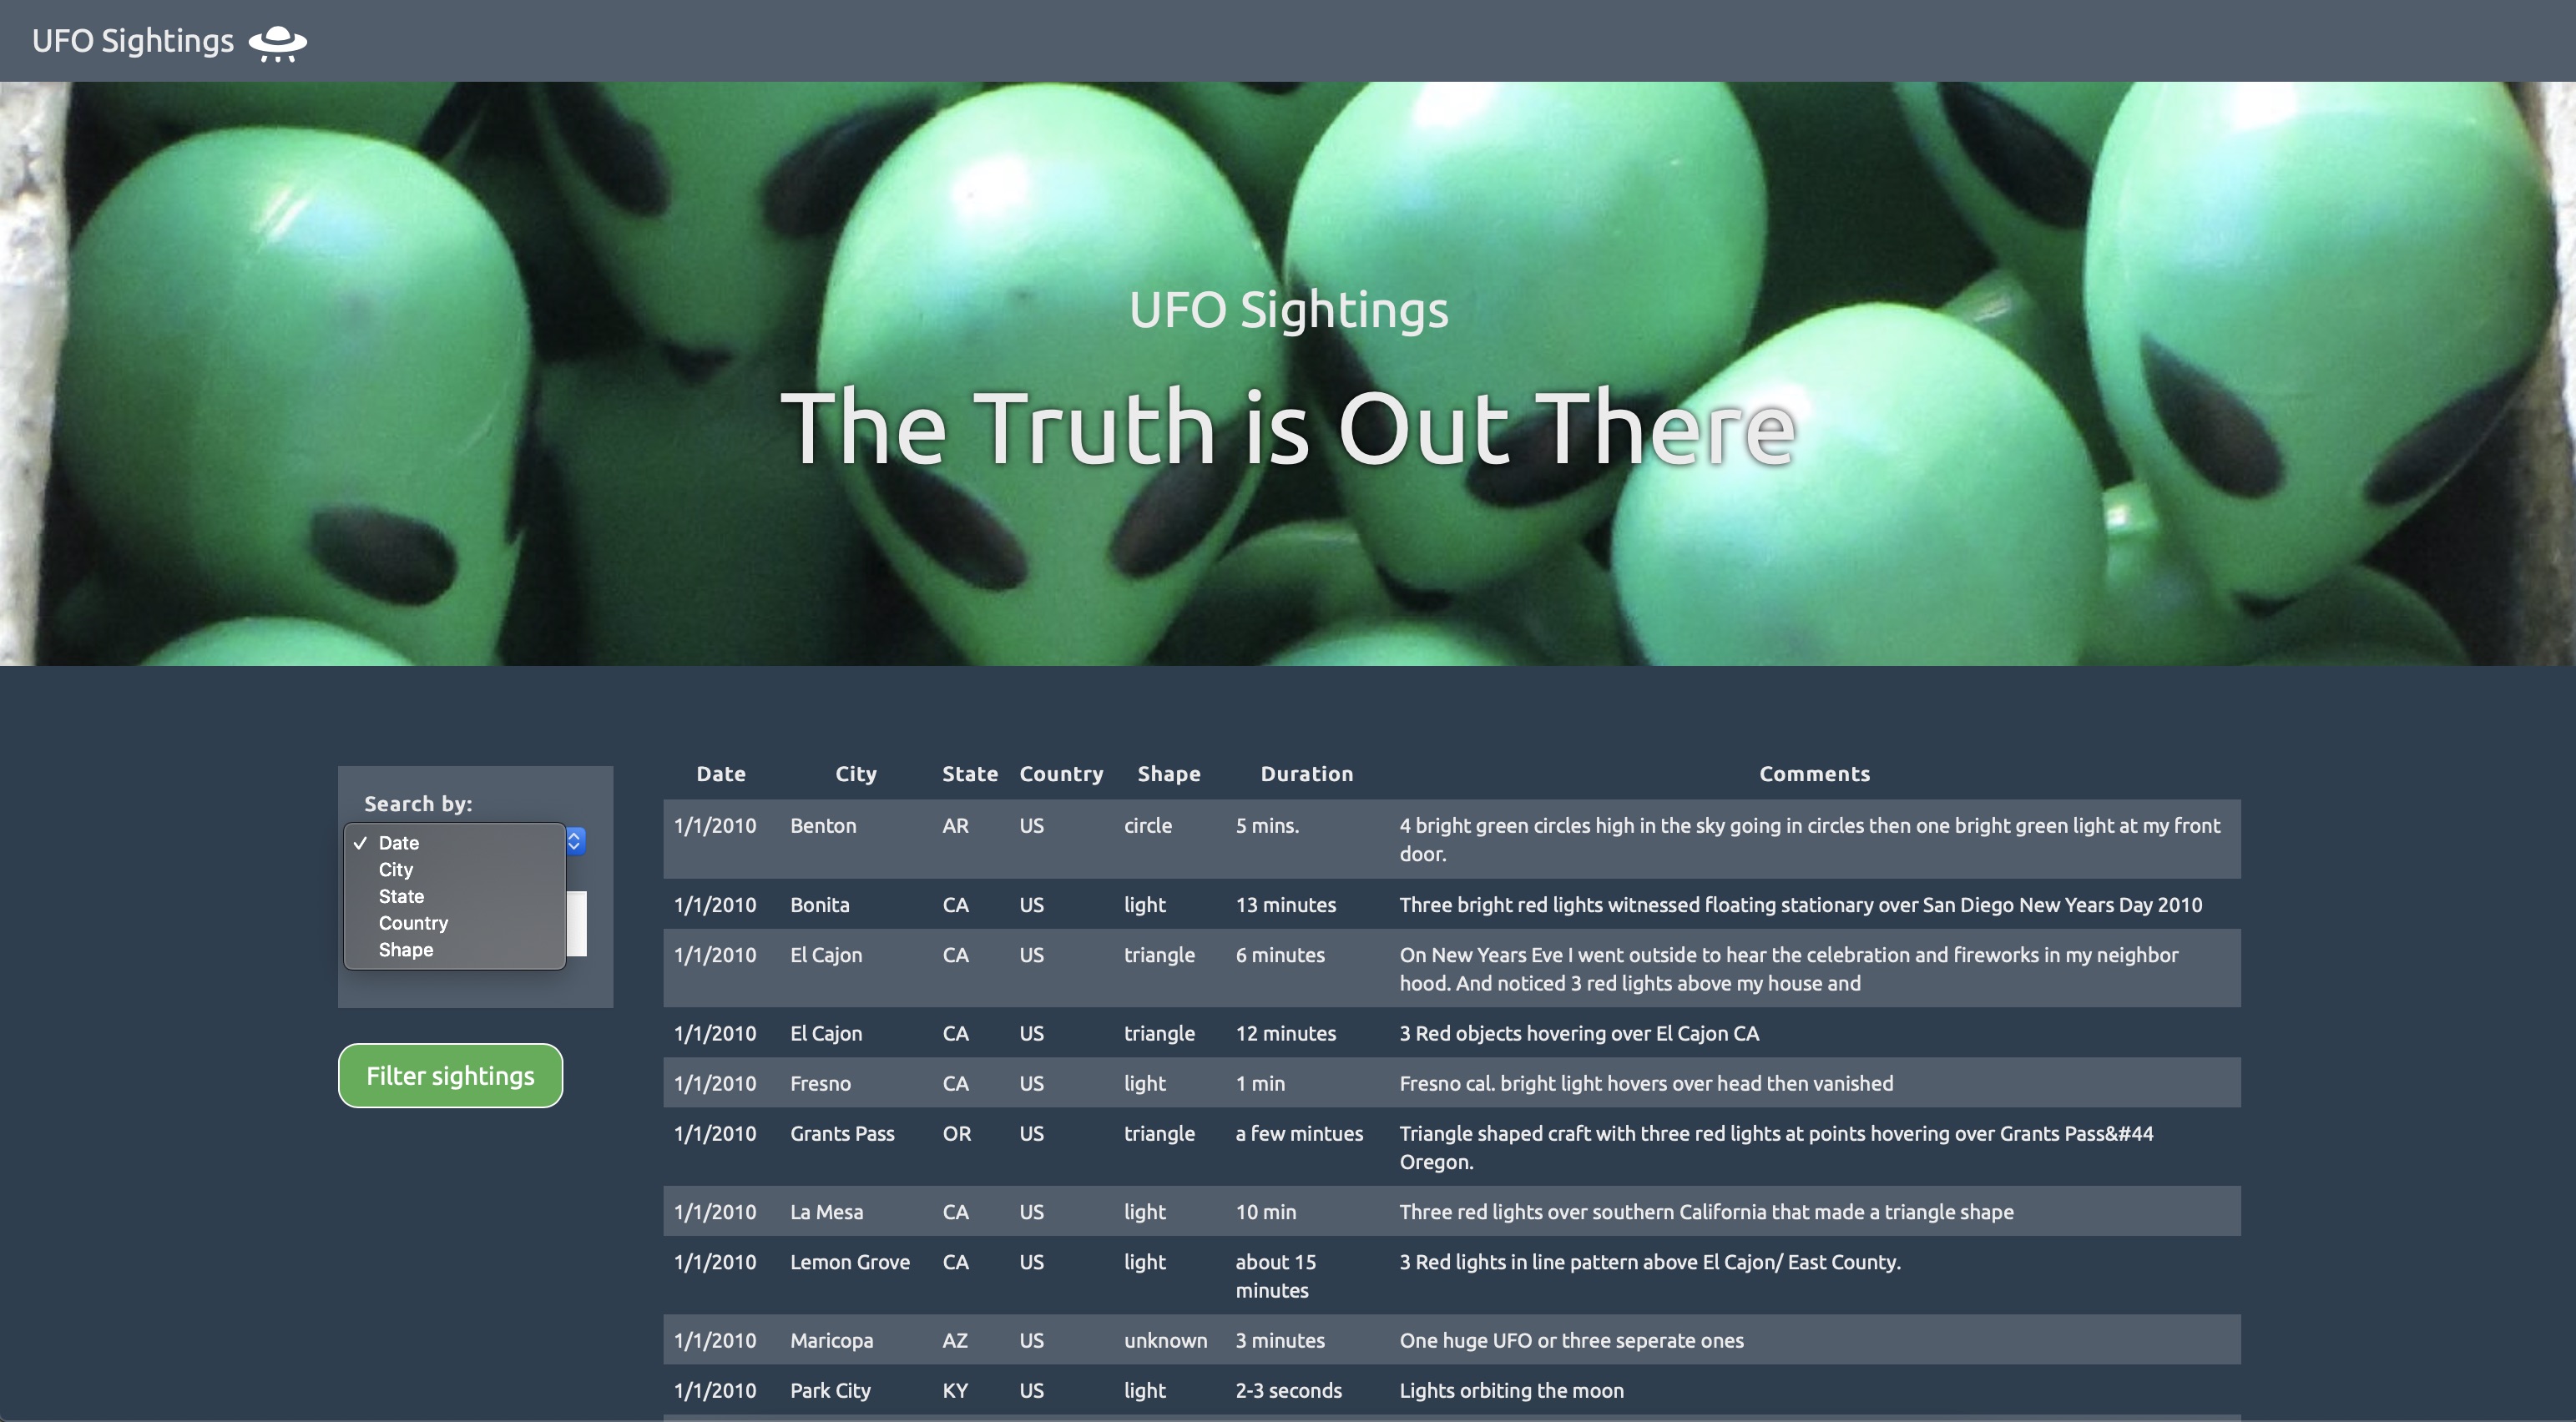 UFO Sightings
UFO Sightings
The Truth is Out There
Search by:
Date
City
State
Country
Shape
Filter sightings
Date City State Country Shape Duration Comments
1/1/2010 Benton AR US circle 5 mins. 4 bright green circles high in the sky going in circles then one bright green light at my front
door.
1/1/2010 Bonita CA US light 13 minutes Three bright red lights witnessed floating stationary over San Diego New Years Day 2010
1/1/2010 El Cajon CA US triangle 6 minutes On New Years Eve I went outside to hear the celebration and fireworks in my neighbor
hood. And noticed 3 red lights above my house and
1/1/2010 El Cajon CA US triangle 12 minutes 3 Red objects hovering over El Cajon CA
1/1/2010 Fresno CA US light 1 min Fresno cal. bright light hovers over head then vanished
1/1/2010 Grants Pass OR US triangle a few mintues Triangle shaped craft with three red lights at points hovering over Grants Pass&#44
Oregon.
1/1/2010 La Mesa CA US light 10 min Three red lights over southern California that made a triangle shape
1/1/2010 Lemon Grove CA US light about 15 3 Red lights in line pattern above El Cajon/ East County.
minutes
1/1/2010 Maricopa AZ US unknown 3 minutes One huge UFO or three seperate ones
1/1/2010 Park City KY US light 2-3 seconds Lights orbiting the moon